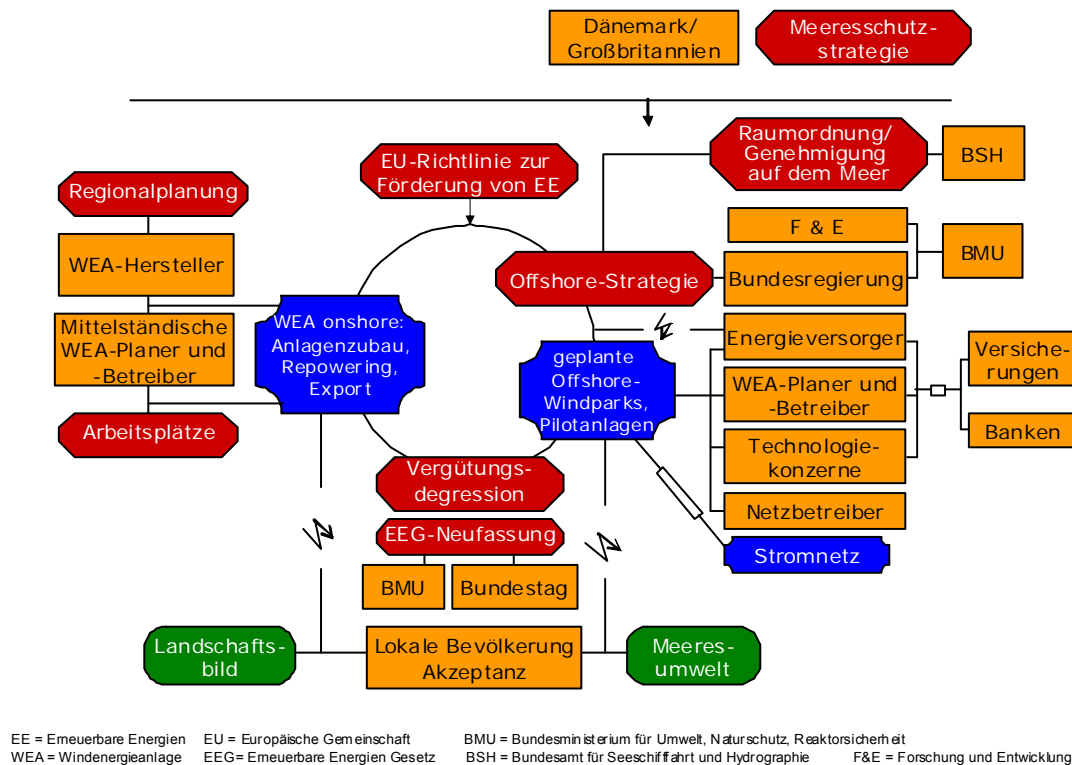 Dänemark/
Großbritannien
Meeresschutz-
strategie
Raumordnung/
Genehmigung
auf dem Meer
BSH
EU-Richtlinie zur
Förderung von EE
Regionalplanung
WEA-Hersteller
Mittelständische
WEA-Planer und
-Betreiber
Arbeitsplätze
WEA onshore:
Anlagenzubau,
Repowering,
Export
Offshore-Strategie
F & E
Bundesregierung
BMU
geplante
Offshore-
Windparks,
Pilotanlagen
Energieversorger
WEA-Planer und
-Betreiber
Technologie-
konzerne
Netzbetreiber
Versiche-
rungen
Banken
Stromnetz
Vergütungs-
degression
EEG-Neufassung
BMU
Bundestag
Landschafts-
bild
Lokale Bevölkerung
Akzeptanz
Meeres-
umwelt
EE = Erneuerbare Energien EU = Europäische Gemeinschaft BMU = Bundesministerium für Umwelt, Naturschutz, Reaktorsicherheit
WEA = Windenergieanlage EEG= Erneuerbare Energien Gesetz BSH = Bundesamt für Seeschifffahrt und Hydrographie F&E = Forschung und Entwicklung